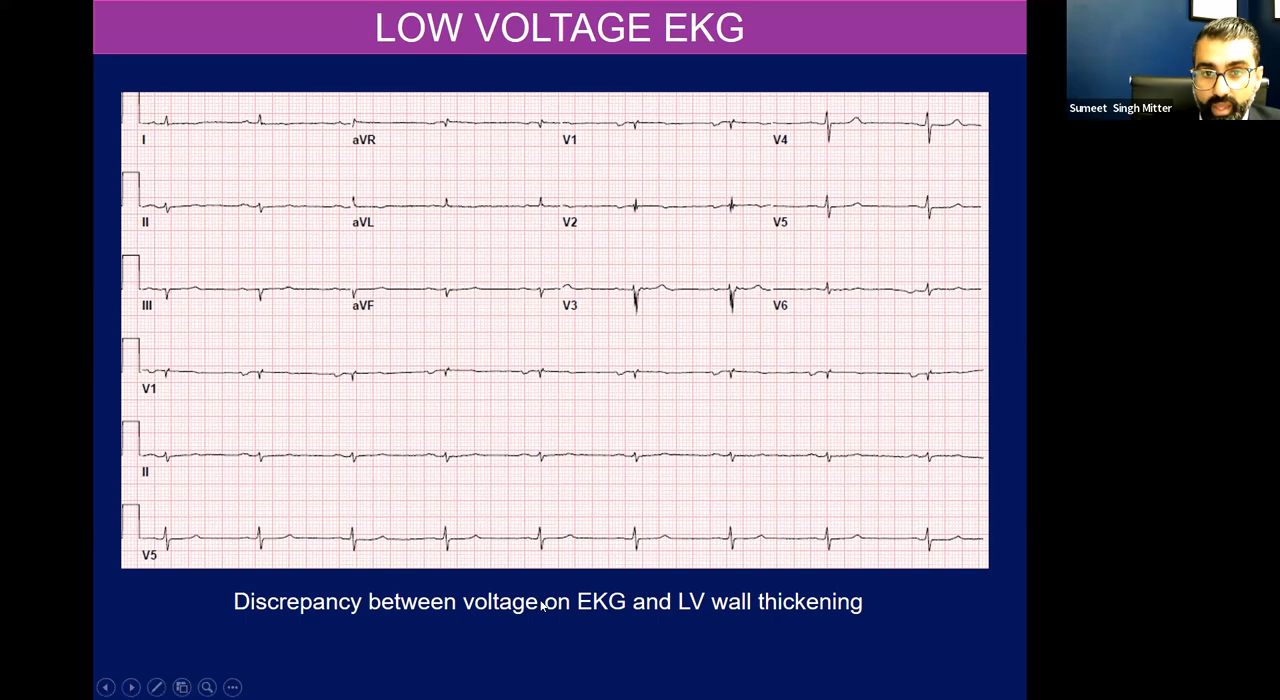 LOW VOLTAGE EKG
Sumeet Singh Mitter
I aVR V1 V4
II aVL V2 V5
III aVF V3 V6
V1
II
V5
Discrepancy between voltage on EKG and LV wall thickening